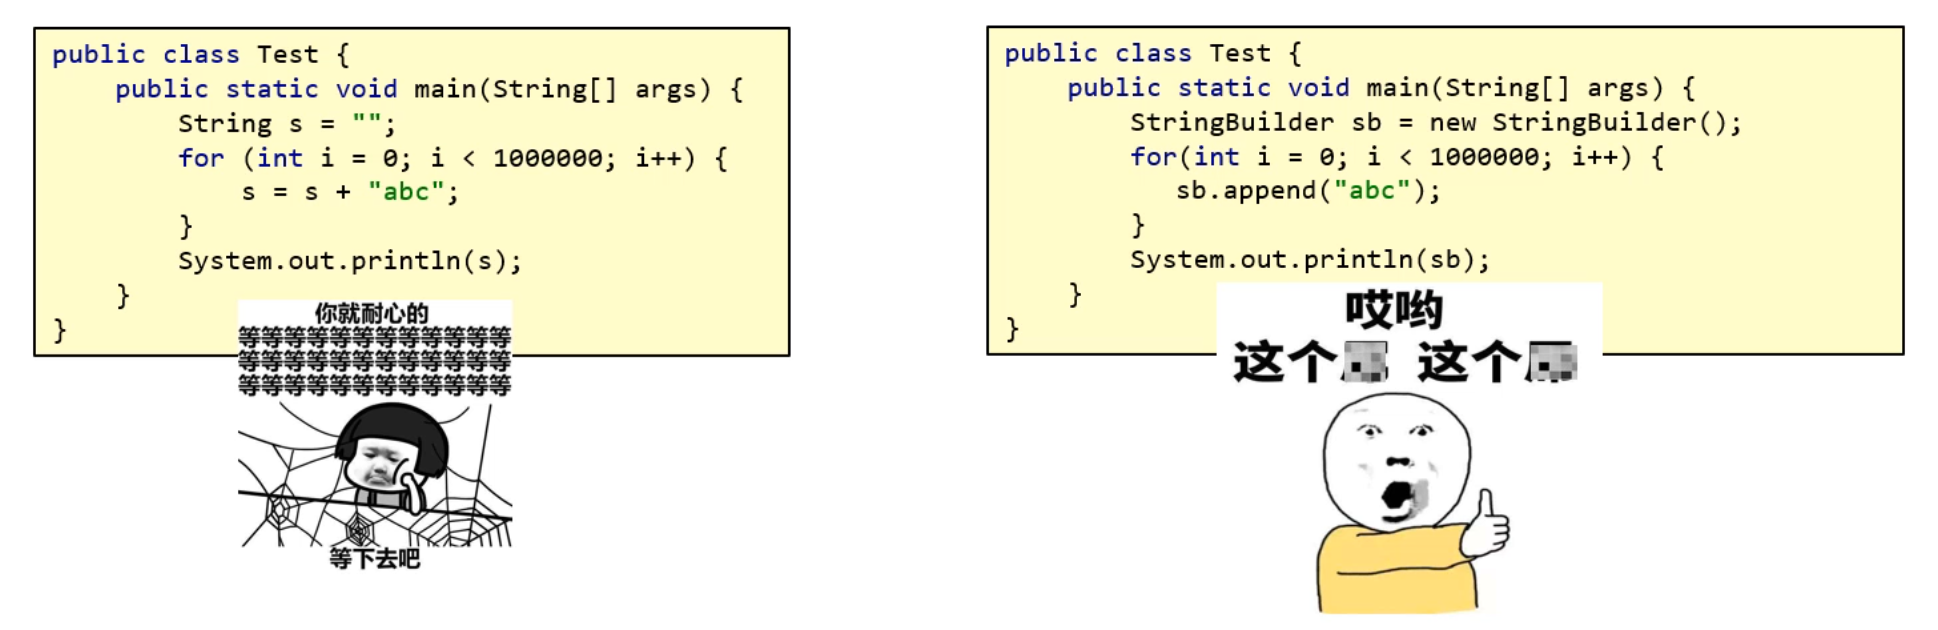 public class Test {
    public static void main(String[] args) {
        String s = "";
        for (int i = 0; i < 1000000; i++) {
            s = s + "abc";
        }
        System.out.println(s);
    }
}
你就耐心的
等等等等等等等等等等等等
等等等等等等等等等等等等
等等等等等等等等等等等等
等下去吧
public class Test {
    public static void main(String[] args) {
        StringBuilder sb = new StringBuilder();
        for(int i = 0; i < 1000000; i++) {
           sb.append("abc");
        }
        System.out.println(sb);
    }
}
哎哟
这个 这个